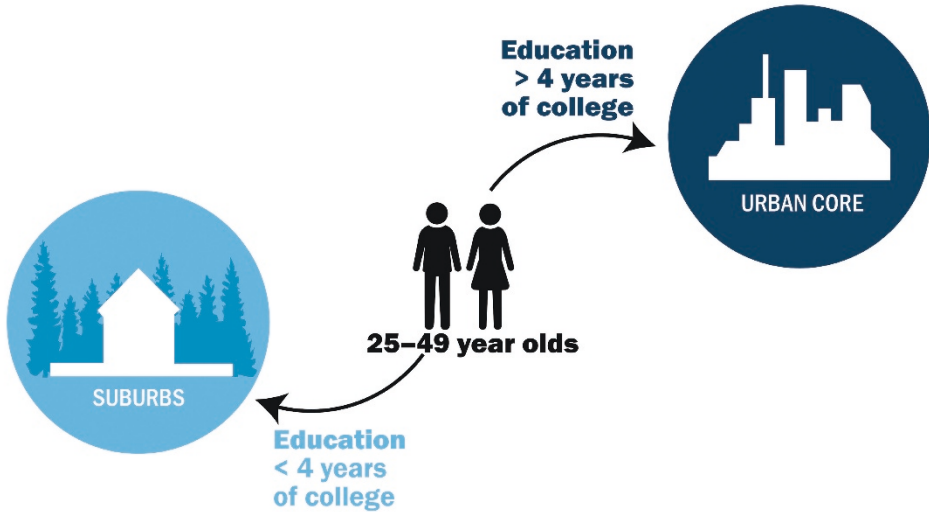 Education
> 4 years
of college
URBAN CORE
25–49 year olds
SUBURBS
Education
< 4 years
of college